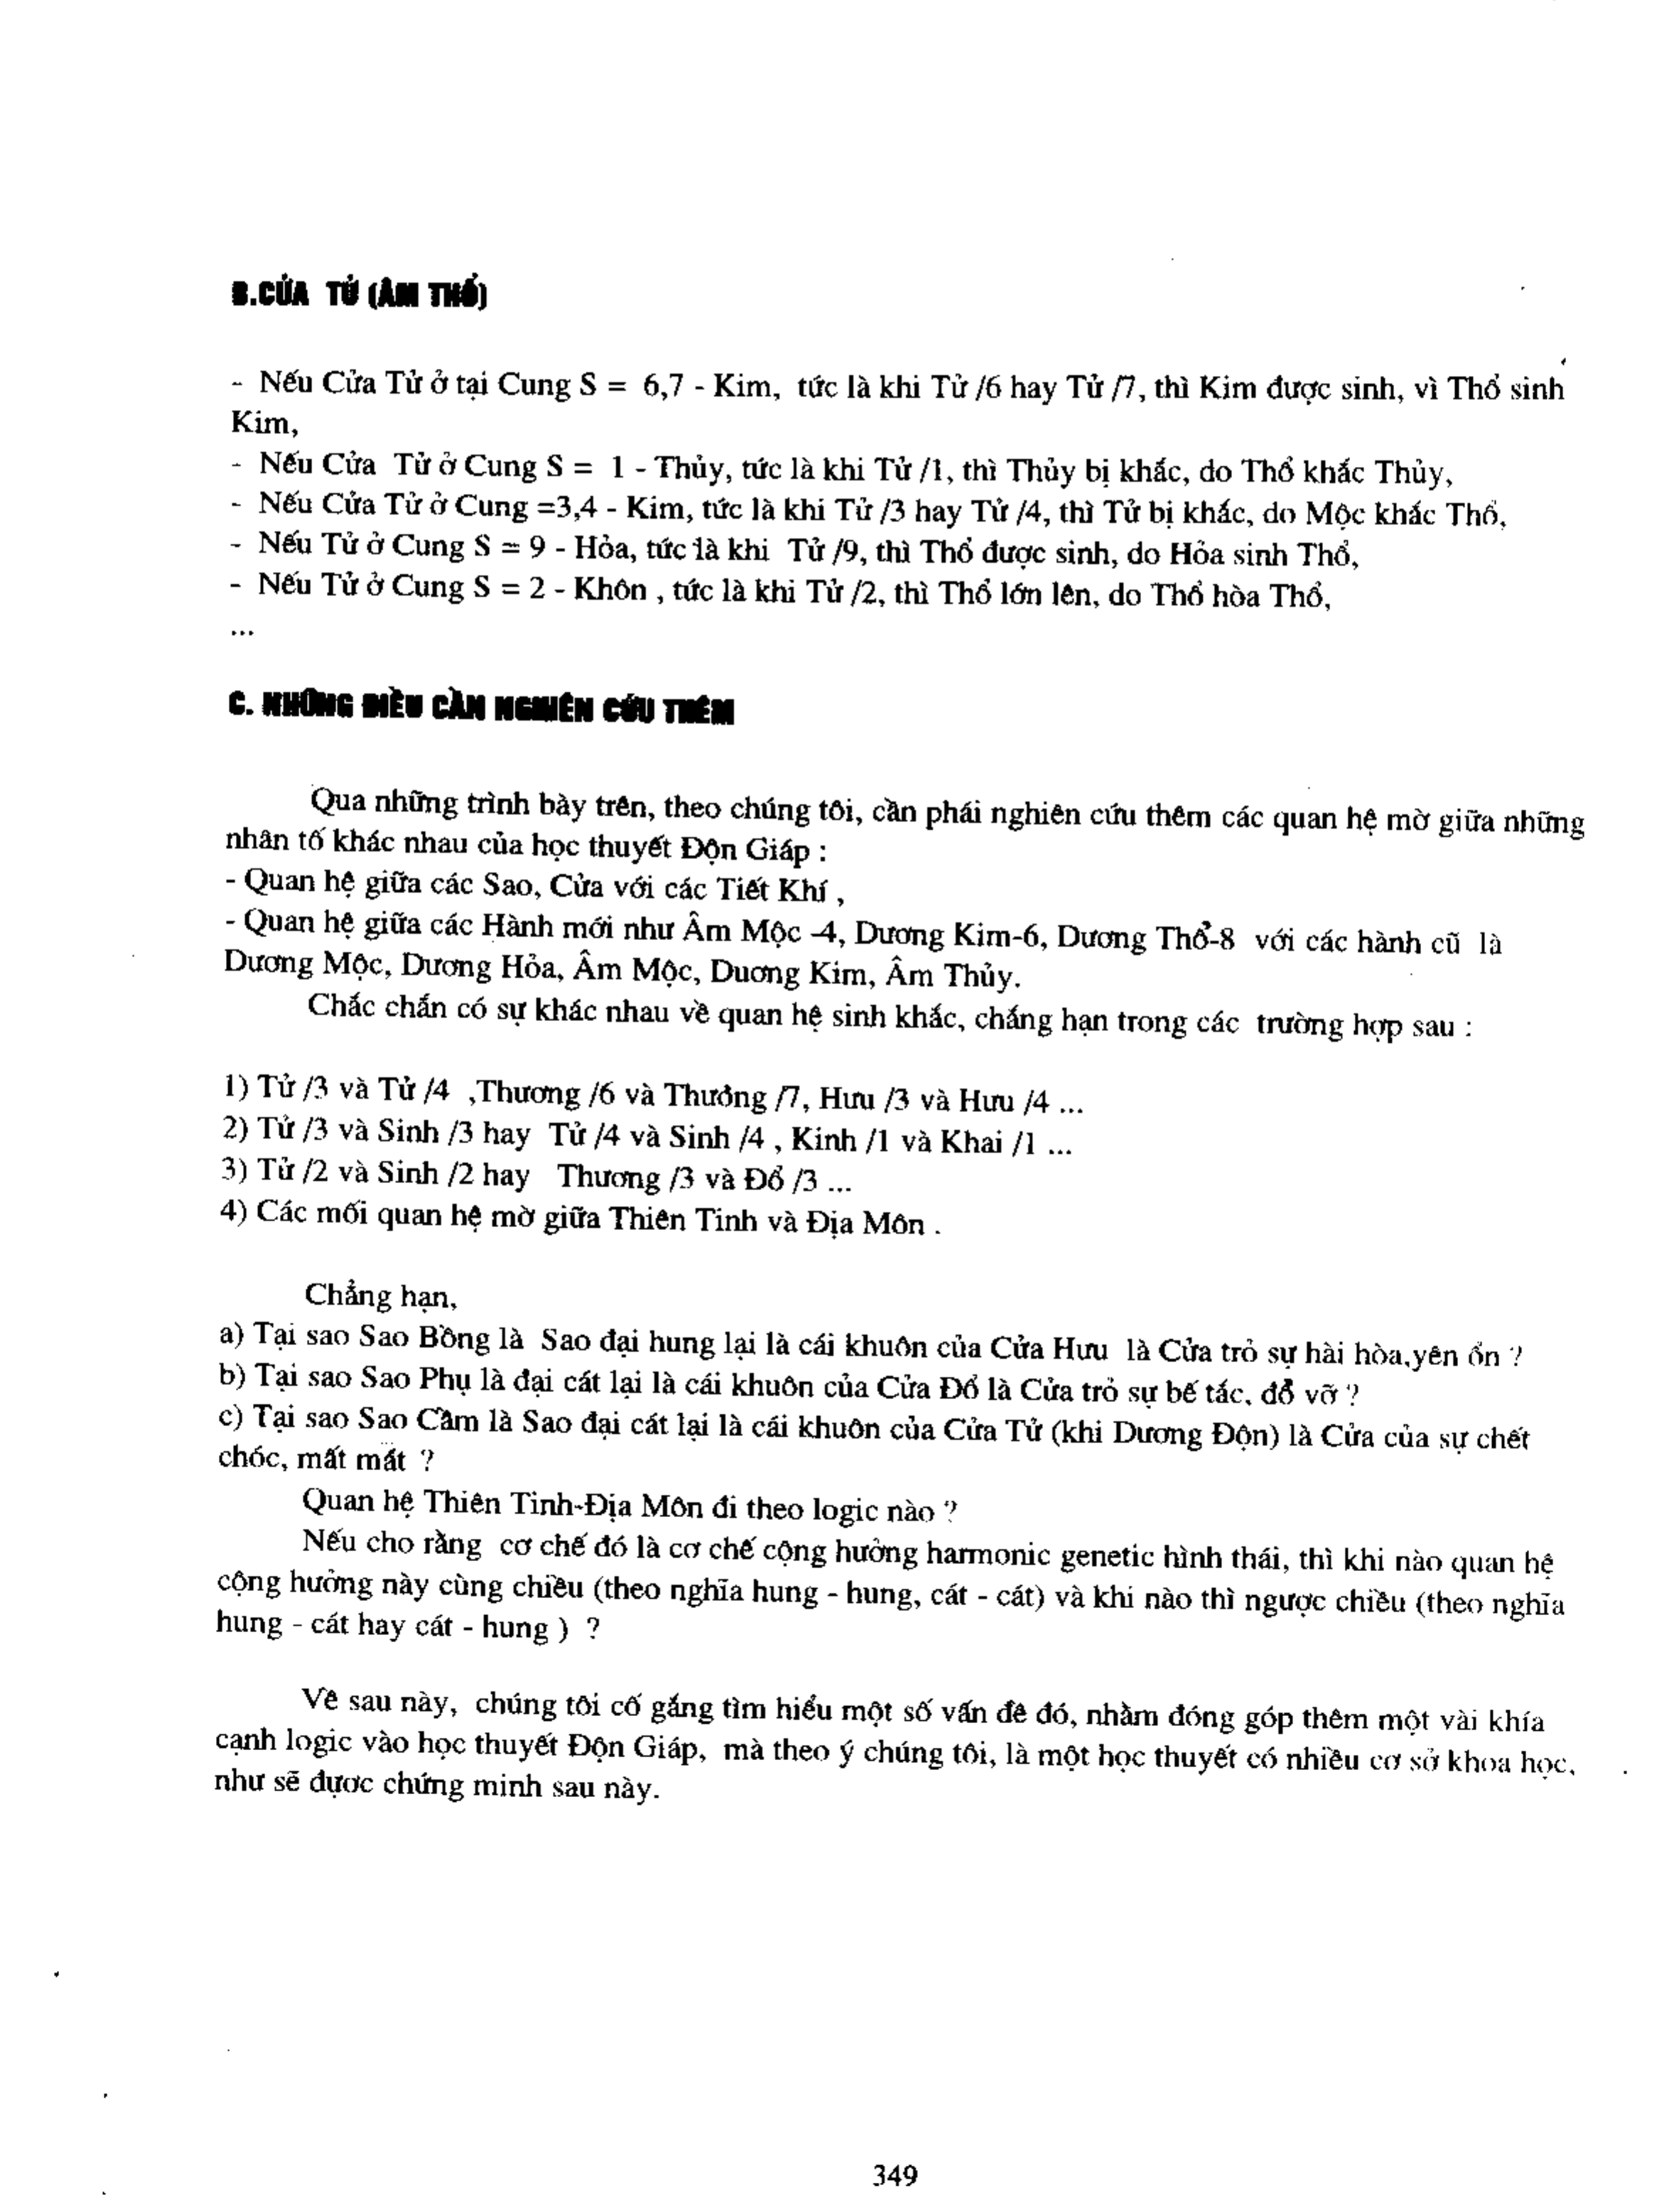 B.CỬA TỬ (ÂM THỔ)
- Nếu Cửa Tử ở tại Cung S = 6,7 - Kim, tức là khi Tử /6 hay Tử /7, thì Kim được sinh, vì Thổ sinh
Kim,
- Nếu Cửa Tử ở Cung S = 1 - Thủy, tức là khi Tử /1, thì Thủy bị khắc, do Thổ khắc Thủy,
- Nếu Cửa Tử ở Cung =3,4 - Kim, tức là khi Tử /3 hay Tử /4, thì Tử bị khắc, do Mộc khắc Thổ,
- Nếu Tử ở Cung S = 9 - Hỏa, tức là khi Tử /9, thì Thổ được sinh, do Hỏa sinh Thổ,
- Nếu Tử ở Cung S = 2 - Khôn , tức là khi Tử /2, thì Thổ lớn lên, do Thổ hòa Thổ,
...
C. NHỮNG ĐIỀU CẦN NGHIÊN CỨU THÊM
Qua những trình bày trên, theo chúng tôi, cần phái nghiên cứu thêm các quan hệ mờ giữa những
nhân tố khác nhau của học thuyết Độn Giáp :
- Quan hệ giữa các Sao, Cửa với các Tiết Khí ,
- Quan hệ giữa các Hành mới như Âm Mộc -4, Dương Kim-6, Dương Thổ-8 với các hành cũ là
Dương Mộc, Dương Hỏa, Âm Mộc, Duơng Kim, Âm Thủy.
Chắc chắn có sự khác nhau về quan hệ sinh khắc, chắng hạn trong các trường hợp sau :
1) Tử /3 và Tử /4 ,Thương /6 và Thướng /7, Hưu /3 và Hưu /4 ...
2) Tử /3 và Sinh /3 hay Tử /4 và Sinh /4 , Kinh /1 và Khai /1 ...
3) Tử /2 và Sinh /2 hay Thương /3 và Đổ /3 ...
4) Các mối quan hệ mờ giữa Thiên Tinh và Địa Môn .
Chẳng hạn,
a) Tại sao Sao Bồng là Sao đại hung lại là cái khuôn của Cửa Hưu là Cửa trỏ sự hài hòa,yên ổn ?
b) Tại sao Sao Phụ là đại cát lại là cái khuôn của Cửa Đổ là Cửa trỏ sự bế tắc, đổ vỡ ?
c) Tại sao Sao Cầm là Sao đại cát lại là cái khuôn của Cửa Tử (khi Dương Độn) là Cửa của sự chết
chóc, mất mát ?
Quan hệ Thiên Tinh-Địa Môn đi theo logic nào ?
Nếu cho rằng cơ chế đó là cơ chế cộng hưởng harmonic genetic hình thái, thì khi nào quan hệ
cộng hưởng này cùng chiều (theo nghĩa hung - hung, cát - cát) và khi nào thì ngược chiều (theo nghĩa
hung - cát hay cát - hung ) ?
Về sau này, chúng tôi cố gắng tìm hiểu một số vấn đề đó, nhằm đóng góp thêm một vài khía
cạnh logic vào học thuyết Độn Giáp, mà theo ý chúng tôi, là một học thuyết có nhiều cơ sở khoa học,
như sẽ đựơc chứng minh sau này.
349